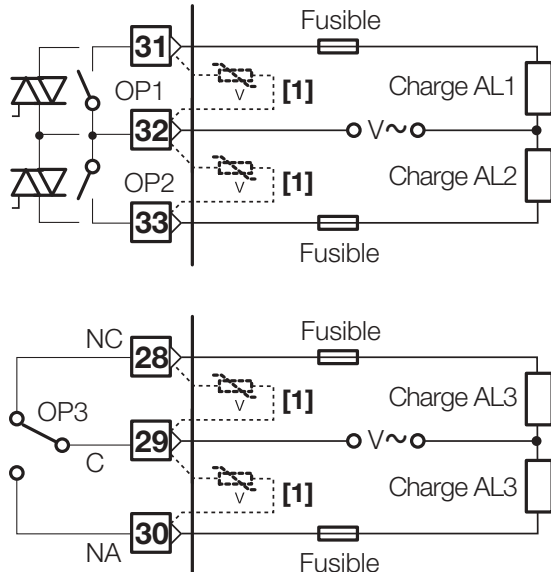 Fusible
31
V
[1]
Charge AL1
OP1
32
V~
V
[1]
Charge AL2
OP2
33
Fusible
NC
Fusible
28
V
[1]
Charge AL3
OP3
29
V~
C
V
[1]
Charge AL3
30
NA
Fusible